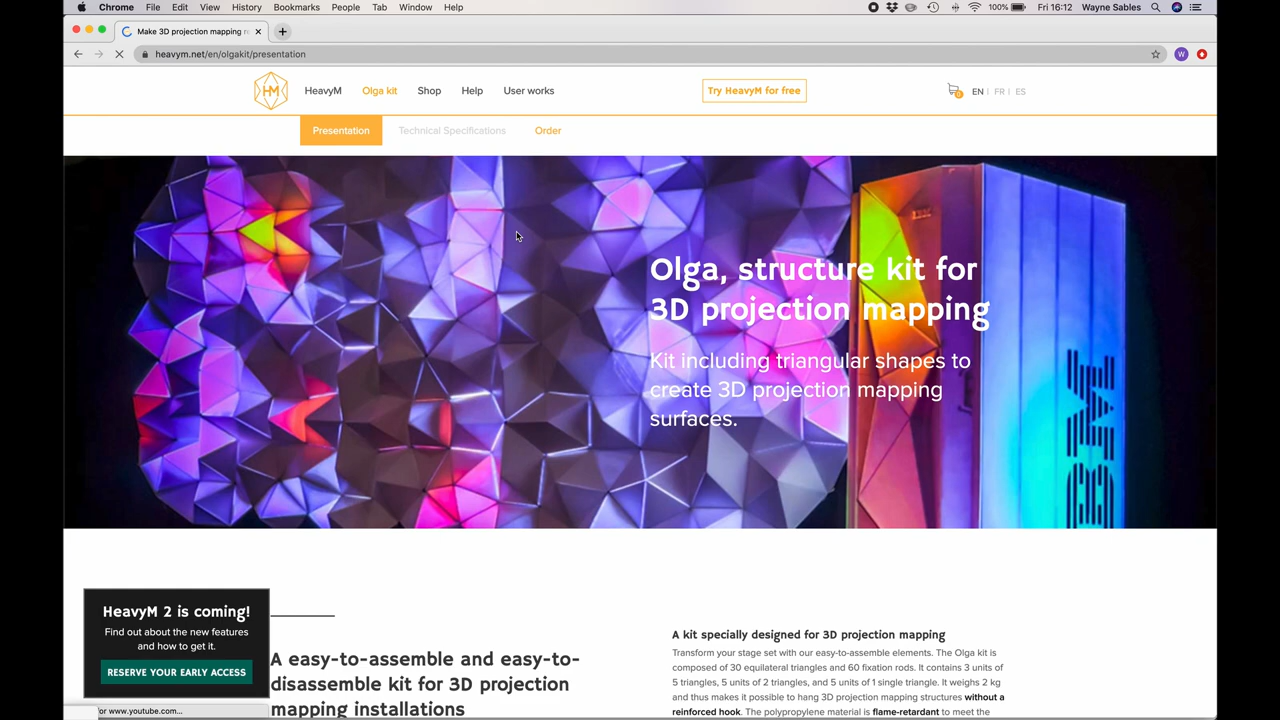 Chrome File Edit View History Bookmarks People Tab Window Help 100% Fri 16:12 Wayne Sables
Make 3D projection mapping
heavym.net/en/olgakit/presentation W
HM HeavyM Olga kit Shop Help User works Try HeavyM for free 0 EN | FR | ES
Presentation Technical Specifications Order
IBM
Olga, structure kit for
3D projection mapping
Kit including triangular shapes to
create 3D projection mapping
surfaces.
IBM
HeavyM 2 is coming!
Find out about the new features
and how to get it.
RESERVE YOUR EARLY ACCESS
A easy-to-assemble and easy-to-
disassemble kit for 3D projection
mapping installations
A kit specially designed for 3D projection mapping
Transform your stage set with our easy-to-assemble elements. The Olga kit is
composed of 30 equilateral triangles and 60 fixation rods. It contains 3 units of
5 triangles, 5 units of 2 triangles, and 5 units of 1 single triangle. It weighs 2 kg
and thus makes it possible to hang 3D projection mapping structures without a
reinforced hook. The polypropylene material is flame-retardant to meet the
for www.youtube.com...